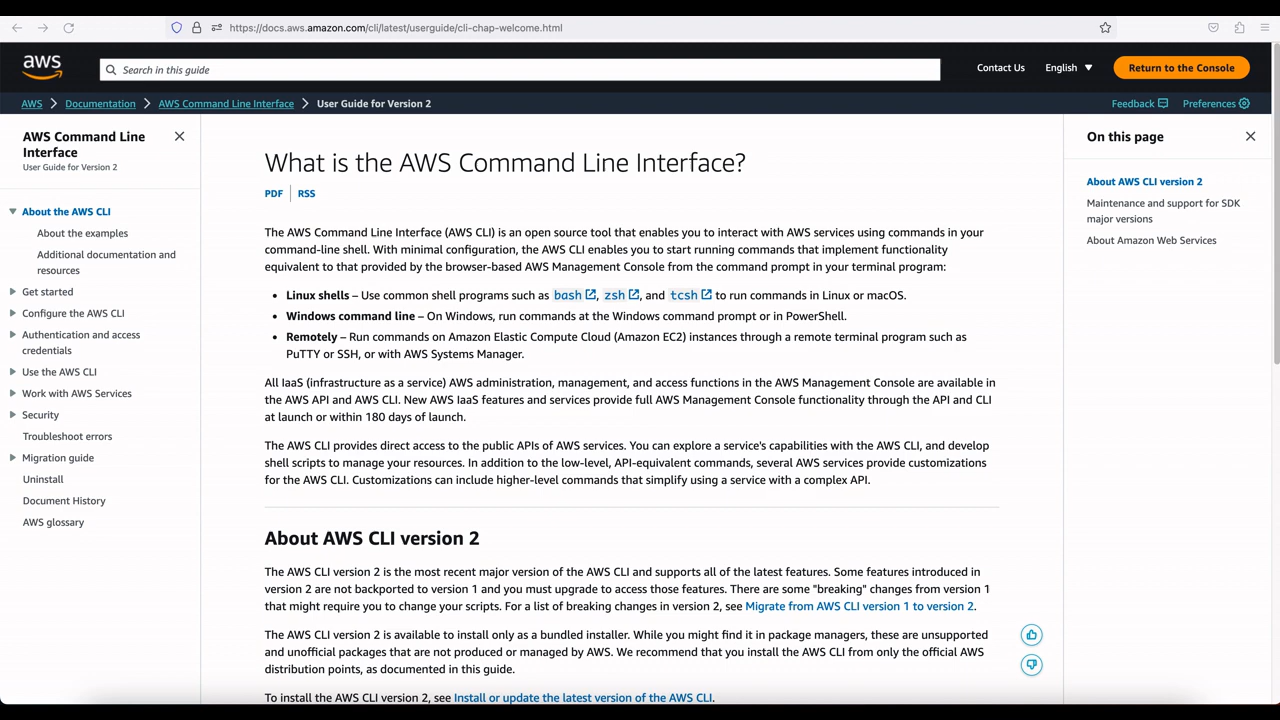 https://docs.aws.amazon.com/cli/latest/userguide/cli-chap-welcome.html
aws
Search in this guide
Contact Us
English
Return to the Console
AWS
Documentation
AWS Command Line Interface
User Guide for Version 2
Feedback
Preferences
AWS Command Line
Interface
User Guide for Version 2
About the AWS CLI
About the examples
Additional documentation and
resources
Get started
Configure the AWS CLI
Authentication and access
credentials
Use the AWS CLI
Work with AWS Services
Security
Troubleshoot errors
Migration guide
Uninstall
Document History
AWS glossary
What is the AWS Command Line Interface?
PDF
RSS
The AWS Command Line Interface (AWS CLI) is an open source tool that enables you to interact with AWS services using commands in your
command-line shell. With minimal configuration, the AWS CLI enables you to start running commands that implement functionality
equivalent to that provided by the browser-based AWS Management Console from the command prompt in your terminal program:
• Linux shells – Use common shell programs such as bash, zsh, and tcsh to run commands in Linux or macOS.
• Windows command line – On Windows, run commands at the Windows command prompt or in PowerShell.
• Remotely – Run commands on Amazon Elastic Compute Cloud (Amazon EC2) instances through a remote terminal program such as
PuTTY or SSH, or with AWS Systems Manager.
All IaaS (infrastructure as a service) AWS administration, management, and access functions in the AWS Management Console are available in
the AWS API and AWS CLI. New AWS IaaS features and services provide full AWS Management Console functionality through the API and CLI
at launch or within 180 days of launch.
The AWS CLI provides direct access to the public APIs of AWS services. You can explore a service's capabilities with the AWS CLI, and develop
shell scripts to manage your resources. In addition to the low-level, API-equivalent commands, several AWS services provide customizations
for the AWS CLI. Customizations can include higher-level commands that simplify using a service with a complex API.
About AWS CLI version 2
The AWS CLI version 2 is the most recent major version of the AWS CLI and supports all of the latest features. Some features introduced in
version 2 are not backported to version 1 and you must upgrade to access those features. There are some "breaking" changes from version 1
that might require you to change your scripts. For a list of breaking changes in version 2, see Migrate from AWS CLI version 1 to version 2.
The AWS CLI version 2 is available to install only as a bundled installer. While you might find it in package managers, these are unsupported
and unofficial packages that are not produced or managed by AWS. We recommend that you install the AWS CLI from only the official AWS
distribution points, as documented in this guide.
To install the AWS CLI version 2, see Install or update the latest version of the AWS CLI.
On this page
About AWS CLI version 2
Maintenance and support for SDK
major versions
About Amazon Web Services